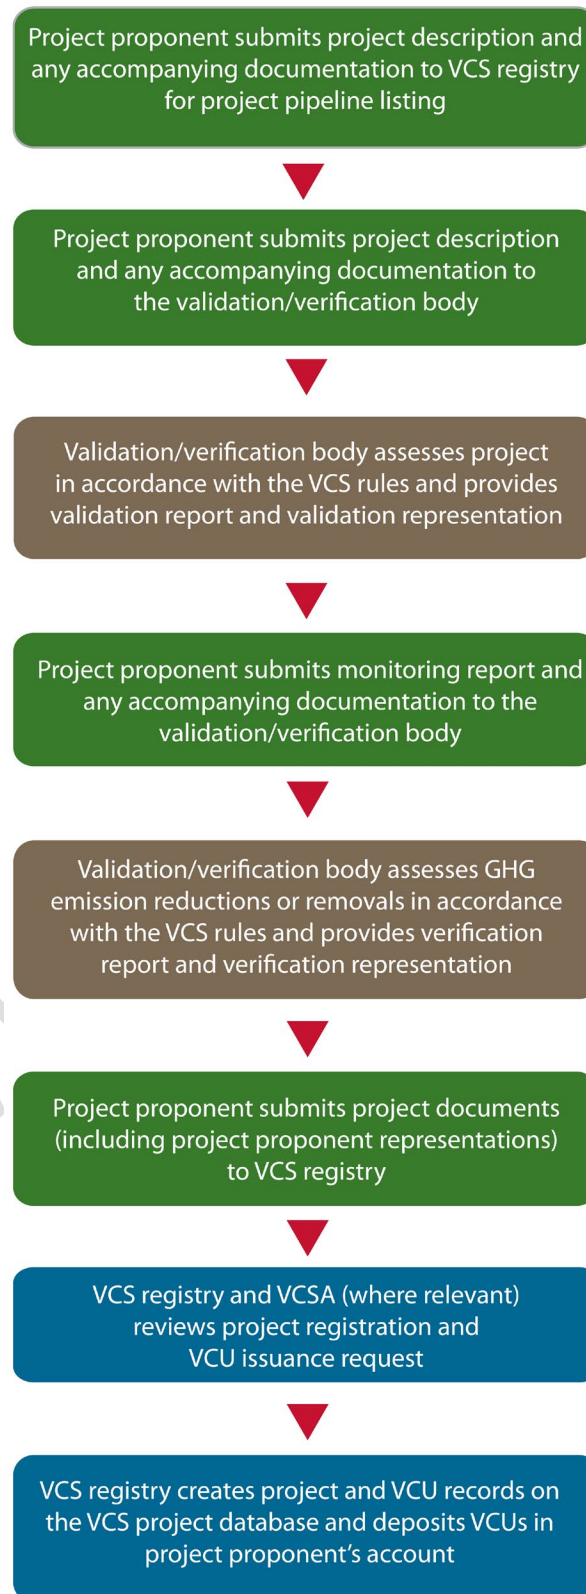 Project proponent submits project description and
any accompanying documentation to VCS registry
for project pipeline listing
Project proponent submits project description
and any accompanying documentation to
the validation/verification body
Validation/verification body assesses project
in accordance with the VCS rules and provides
validation report and validation representation
Project proponent submits monitoring report and
any accompanying documentation to the
validation/verification body
Validation/verification body assesses GHG
emission reductions or removals in accordance
with the VCS rules and provides verification
report and verification representation
Project proponent submits project documents
(including project proponent representations)
to VCS registry
VCS registry and VCSA (where relevant)
reviews project registration and
VCU issuance request
VCS registry creates project and VCU records on
the VCS project database and deposits VCUs in
project proponent's account